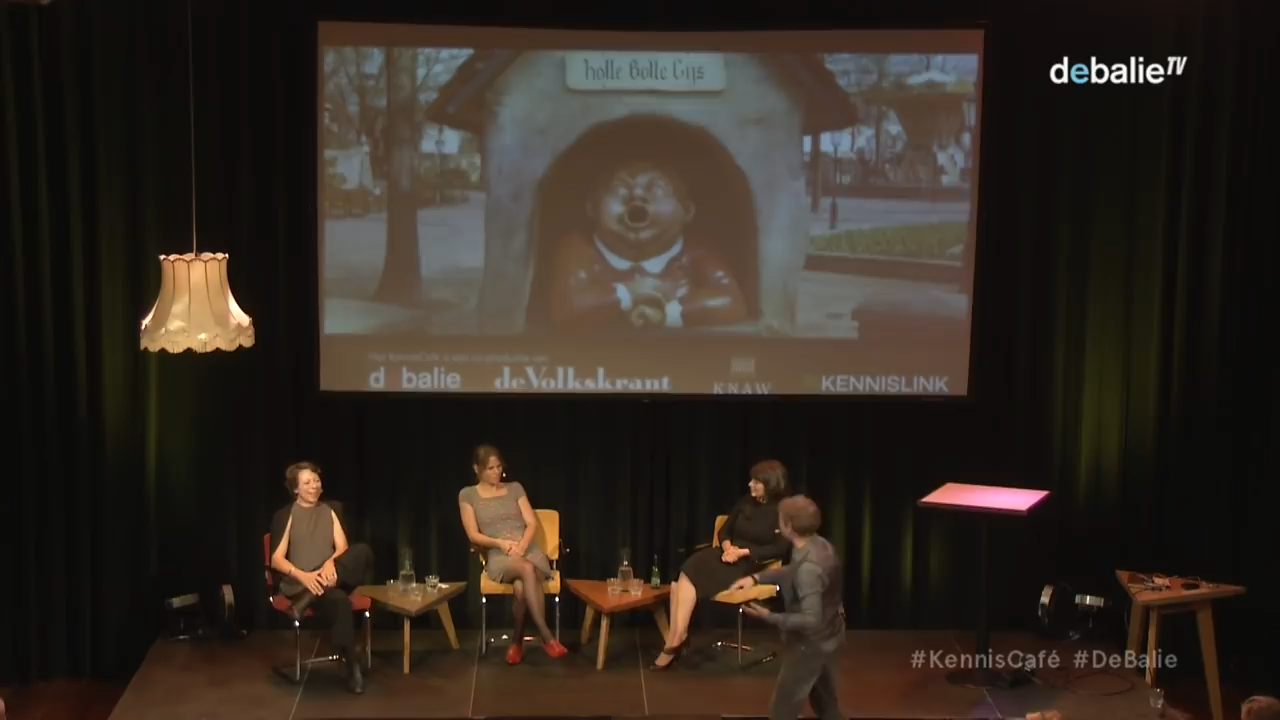 debalieTV
holle Bolle Gijs
d balie
deVolkskrant
KNAW
KENNISLINK
#KennisCafé #DeBalie